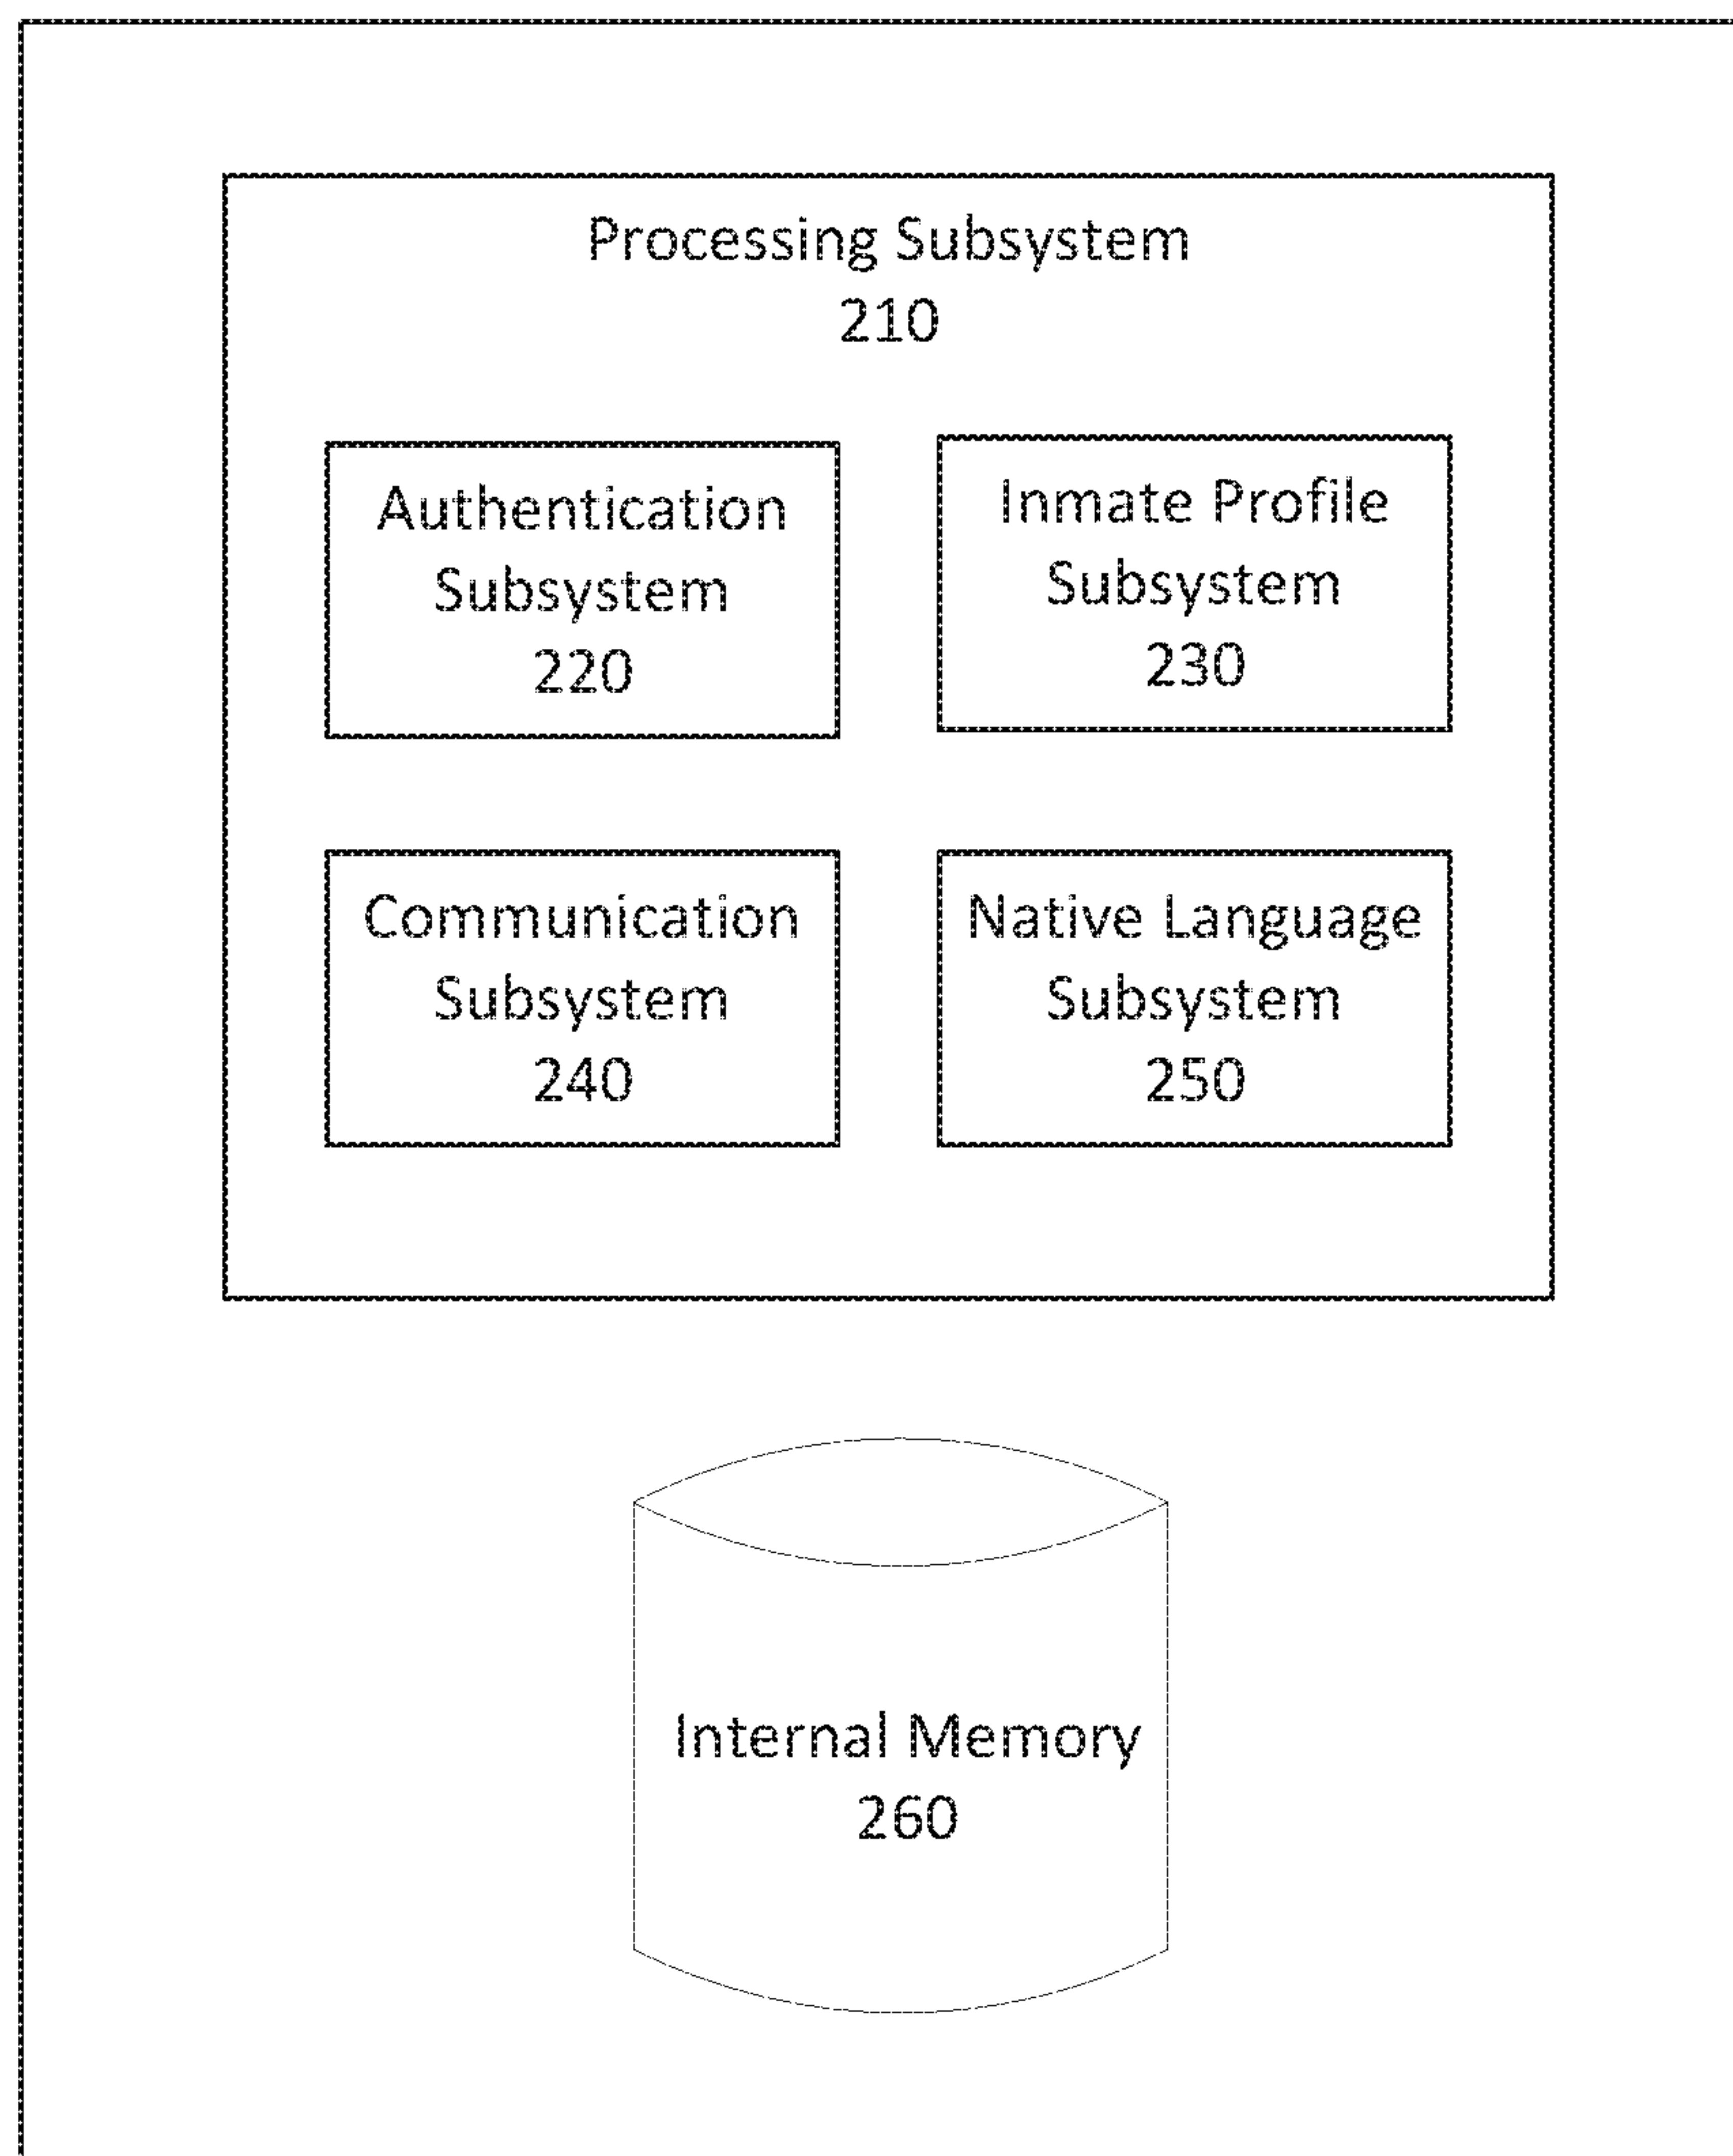 Processing Subsystem
210
Authentication
Subsystem
220
Inmate Profile
Subsystem
230
Communication
Subsystem
240
Native Language
Subsystem
250
Internal Memory
260